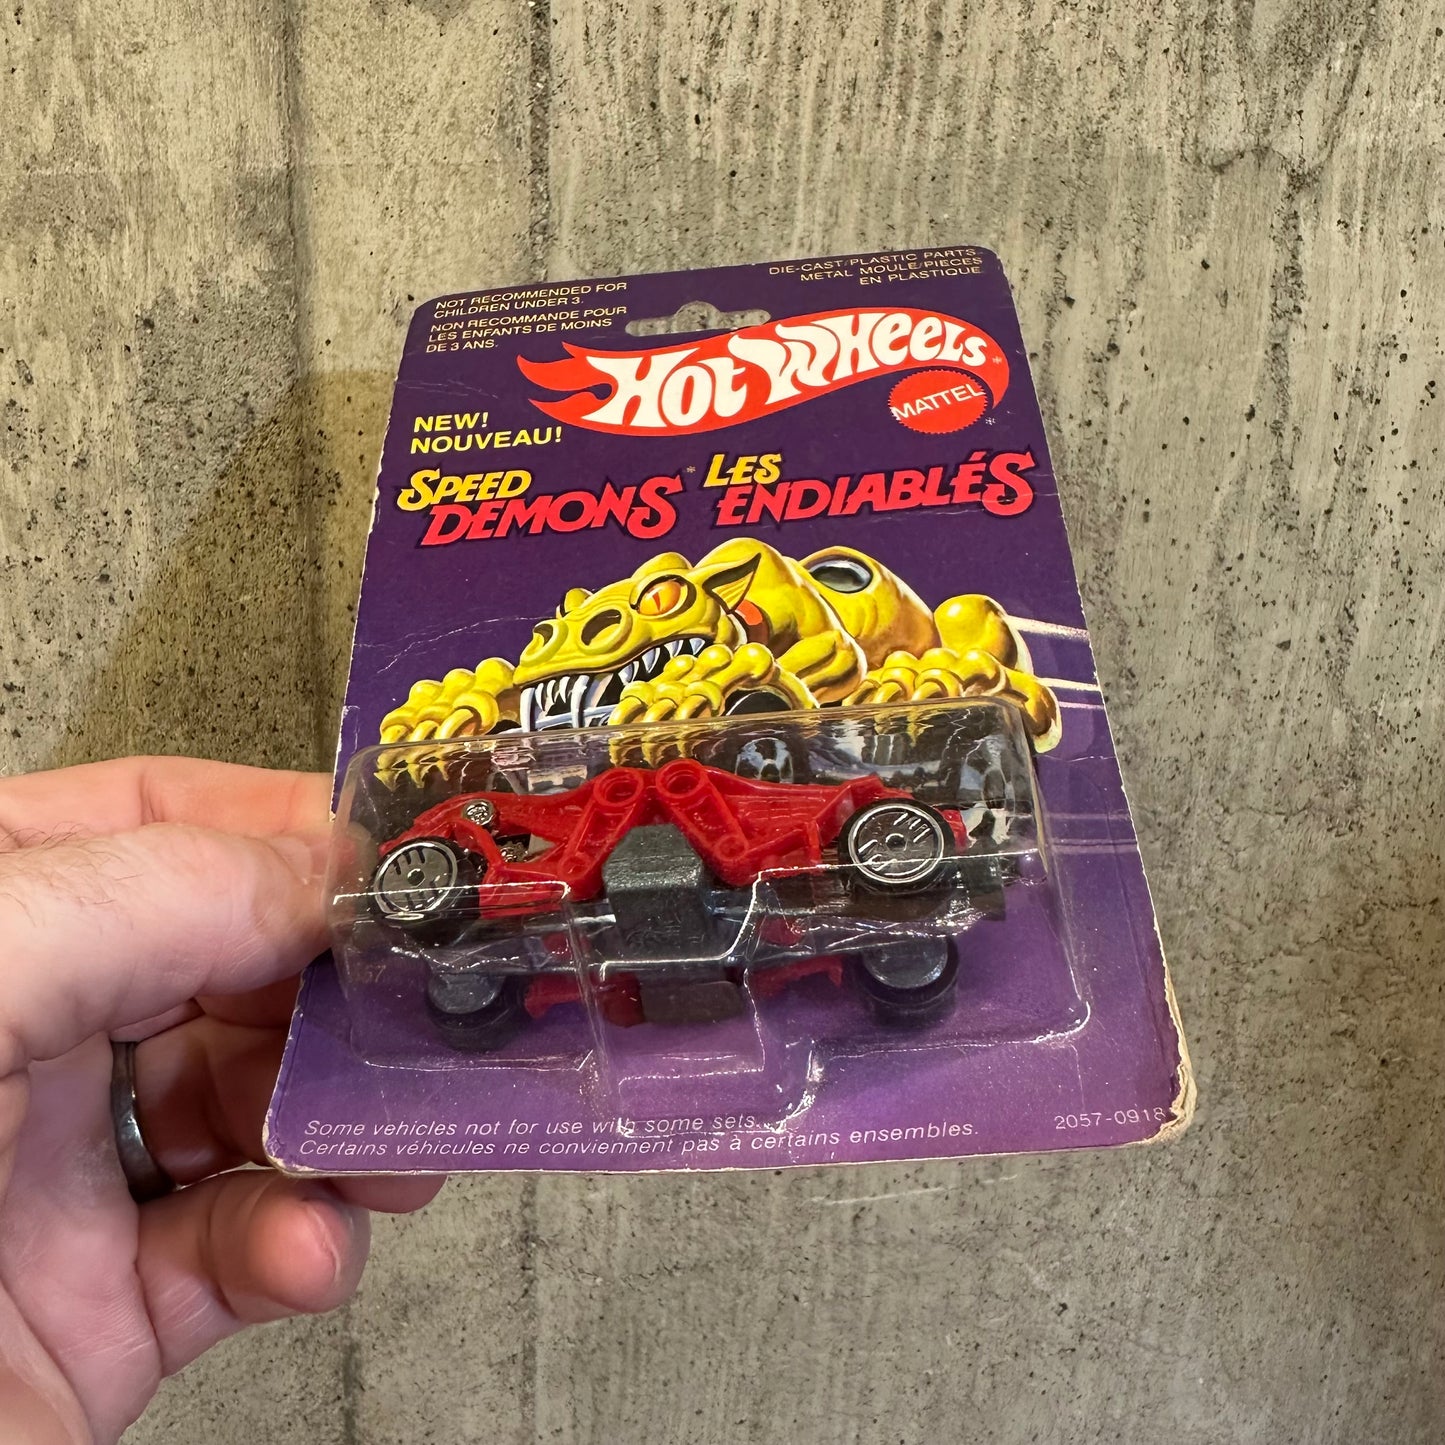 NOT RECOMMENDED FOR
CHILDREN UNDER 3.
NON RECOMMANDE POUR
LES ENFANTS DE MOINS
DE 3 ANS.
DIE-CAST/PLASTIC PARTS
METAL MOULE/PIECES
EN PLASTIQUE
HOT WHEELS
MATTEL
NEW!
NOUVEAU!
SPEED DEMONS
LES ENDIABLÉS
Some vehicles not for use with some sets.
Certains véhicules ne conviennent pas à certains ensembles.
2057-0918